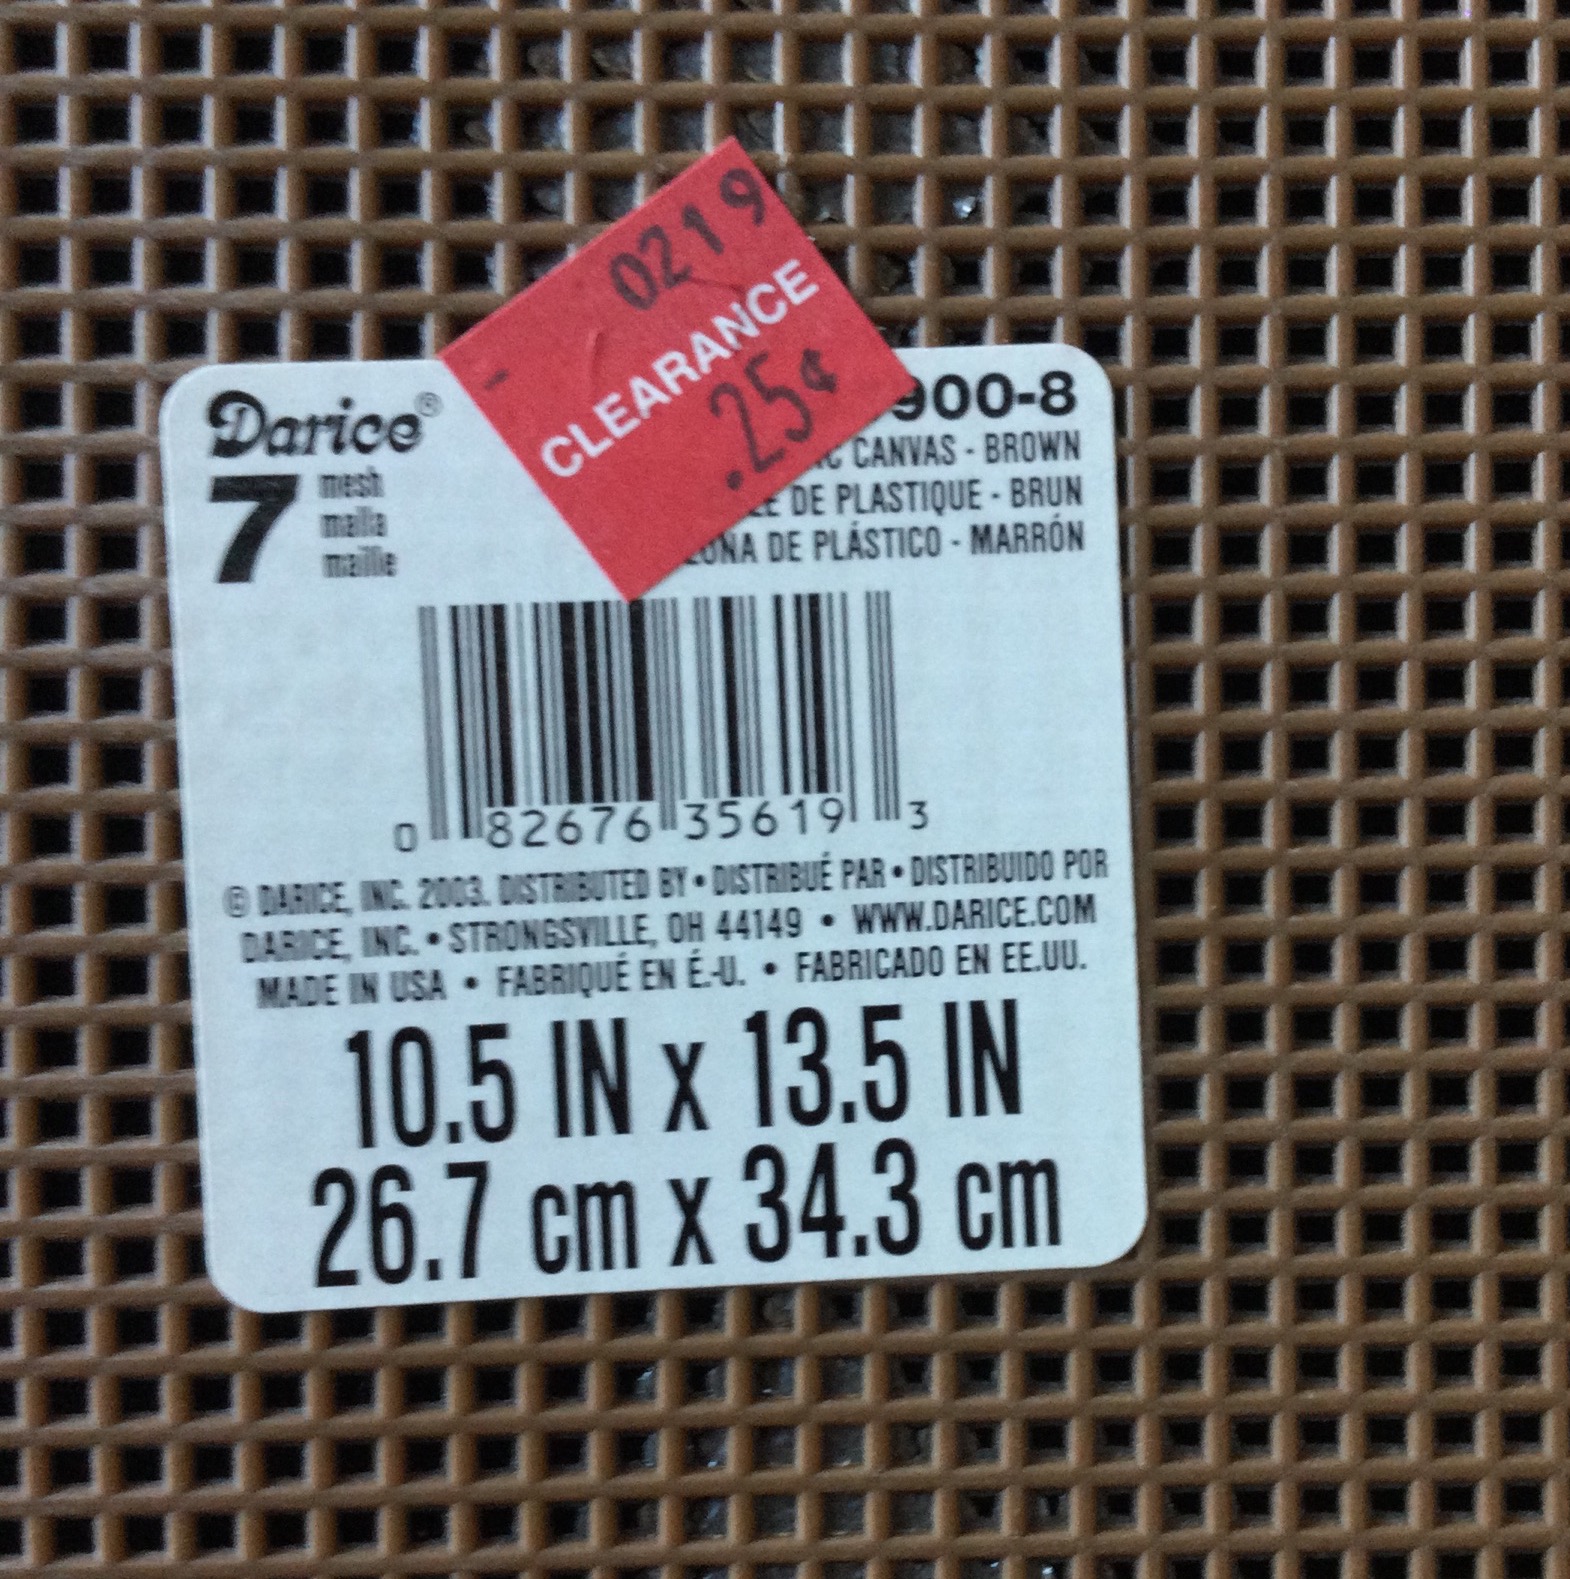 0219
CLEARANCE
.25¢
Darice®
900-8
7
mesh
malla
maille
CANVAS - BROWN
DE PLASTIQUE - BRUN
DE PLÁSTICO - MARRÓN
0 82676 35619 3
© DARICE, INC. 2003. DISTRIBUTED BY • DISTRIBUÉ PAR • DISTRIBUIDO POR
DARICE, INC. • STRONGSVILLE, OH 44149 • WWW.DARICE.COM
MADE IN USA • FABRIQUÉ EN É.-U. • FABRICADO EN EE.UU.
10.5 IN x 13.5 IN
26.7 cm x 34.3 cm